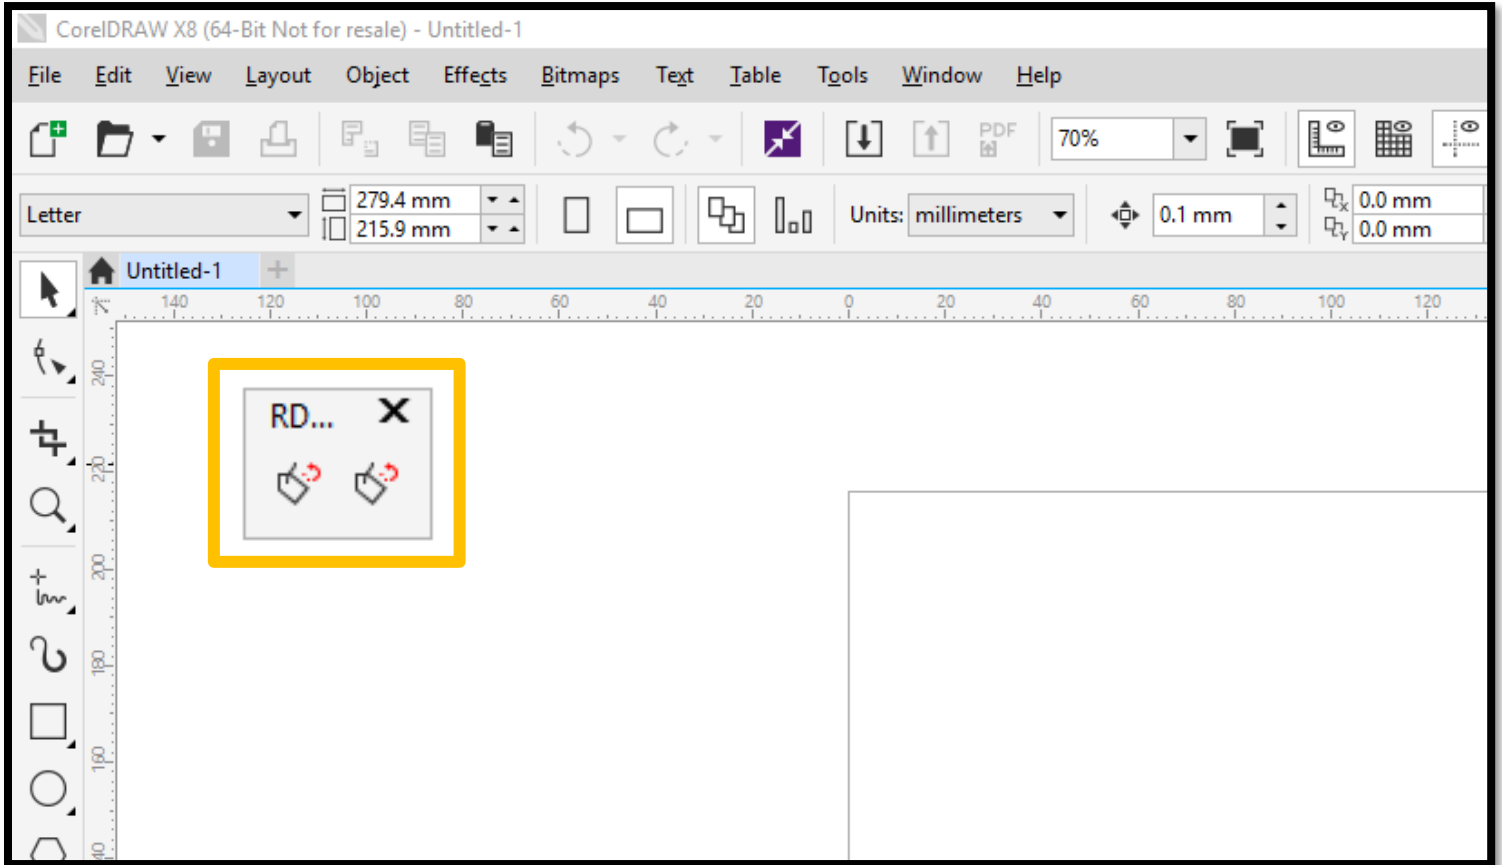 CorelDRAW X8 (64-Bit Not for resale) - Untitled-1
File Edit View Layout Object Effects Bitmaps Text Table Tools Window Help
PDF 70%
Letter 279.4 mm 215.9 mm Units: millimeters 0.1 mm X 0.0 mm Y 0.0 mm
Untitled-1
140 120 100 80 60 40 20 0 20 40 60 80 100 120
240
RD...
220
200
180
160
40